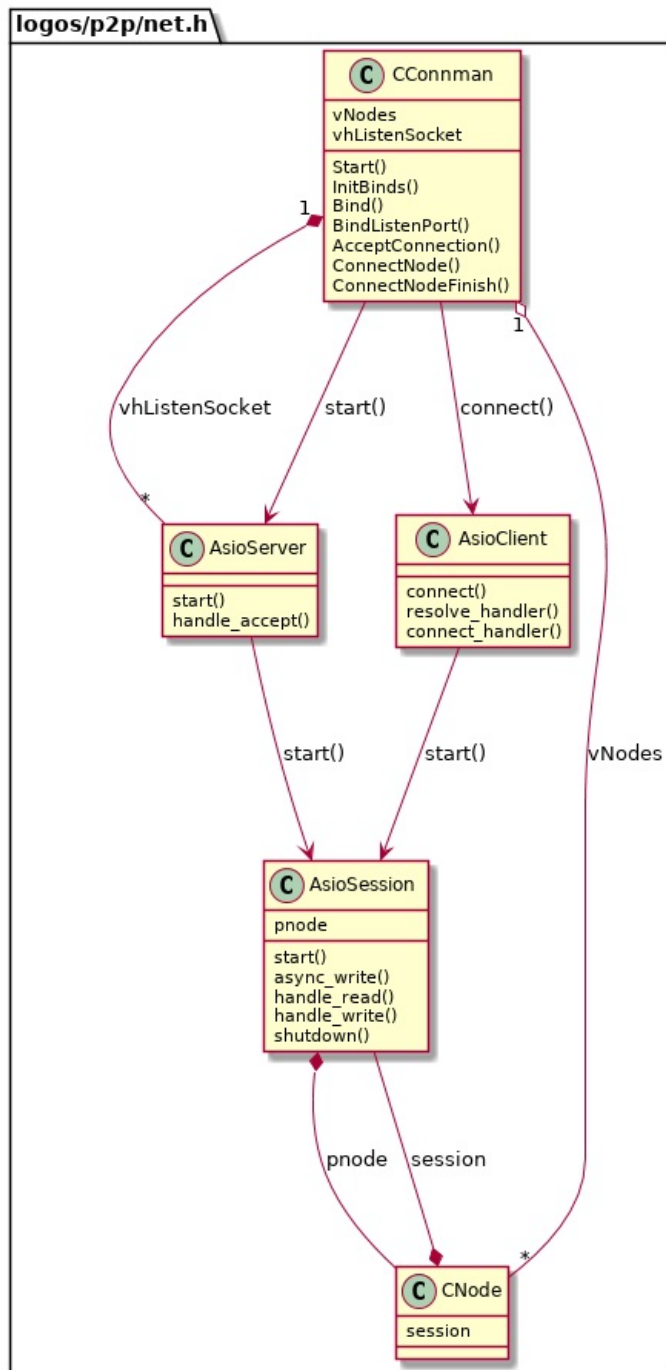 logos/p2p/net.h
C CConnman
vNodes
vhListenSocket
Start()
InitBinds()
Bind()
BindListenPort()
AcceptConnection()
ConnectNode()
ConnectNodeFinish()
1
1
vhListenSocket
start()
connect()
*
C AsioServer
start()
handle_accept()
C AsioClient
connect()
resolve_handler()
connect_handler()
start()
start()
vNodes
C AsioSession
pnode
start()
async_write()
handle_read()
handle_write()
shutdown()
pnode
session
*
C CNode
session